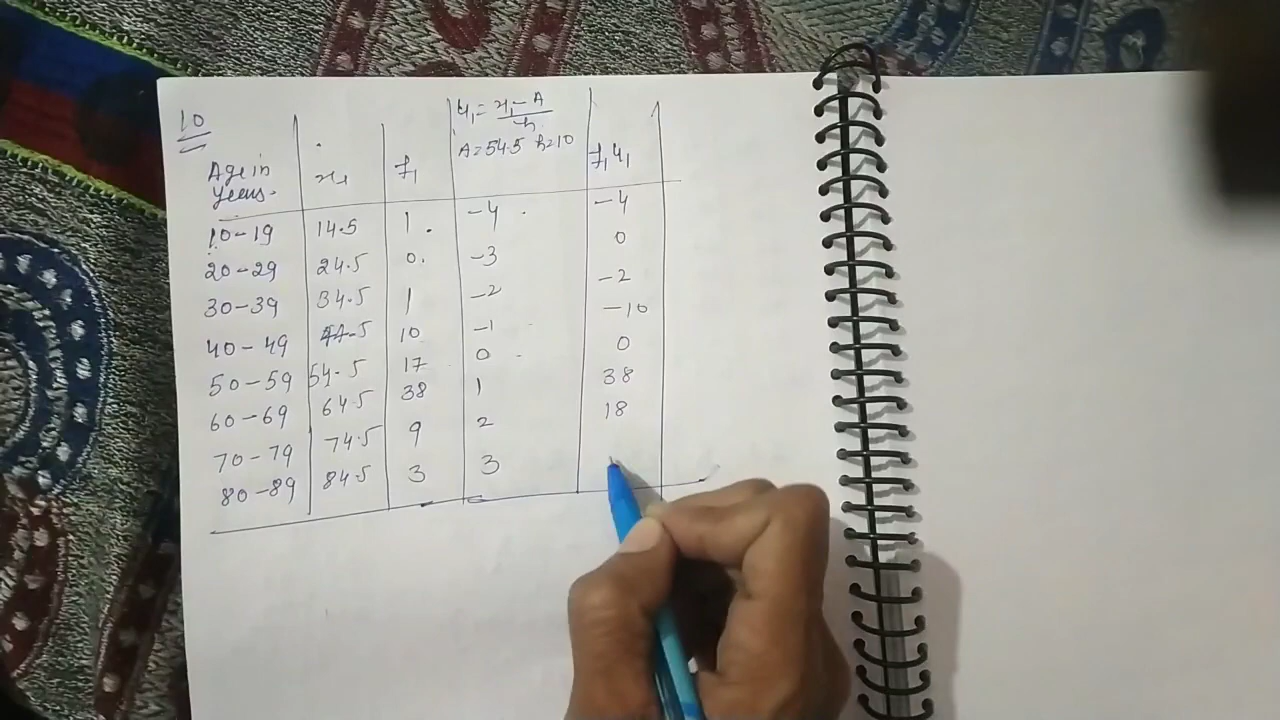 10
Age in years. x₁ f₁ u₁ = x₁-A/h A=54.5 h=10 f₁u₁
10-19 14.5 1 -4 -4
20-29 24.5 0 -3 0
30-39 34.5 1 -2 -2
40-49 44.5 10 -1 -10
50-59 54.5 17 0 0
60-69 64.5 38 1 38
70-79 74.5 9 2 18
80-89 84.5 3 3